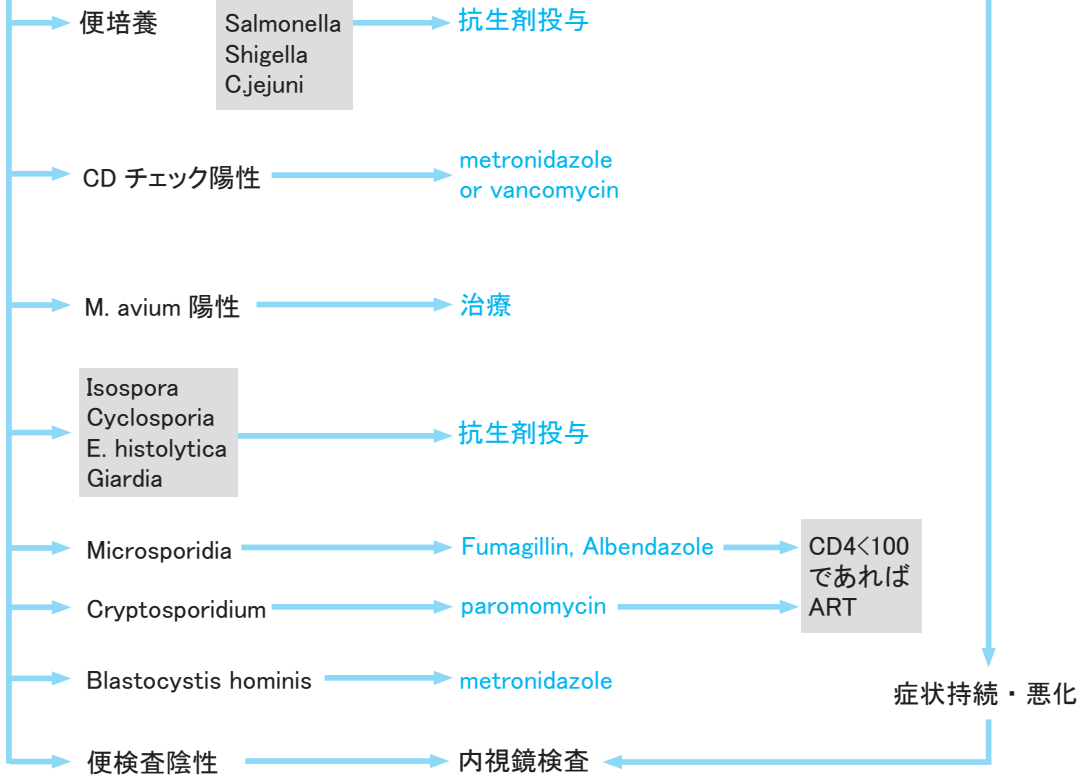 便培養
Salmonella
Shigella
C.jejuni
抗生剤投与
CD チェック陽性
metronidazole
or vancomycin
M. avium 陽性
治療
Isospora
Cyclosporia
E. histolytica
Giardia
抗生剤投与
Microsporidia
Fumagillin, Albendazole
CD4<100
であれば
ART
Cryptosporidium
paromomycin
Blastocystis hominis
metronidazole
症状持続・悪化
便検査陰性
内視鏡検査